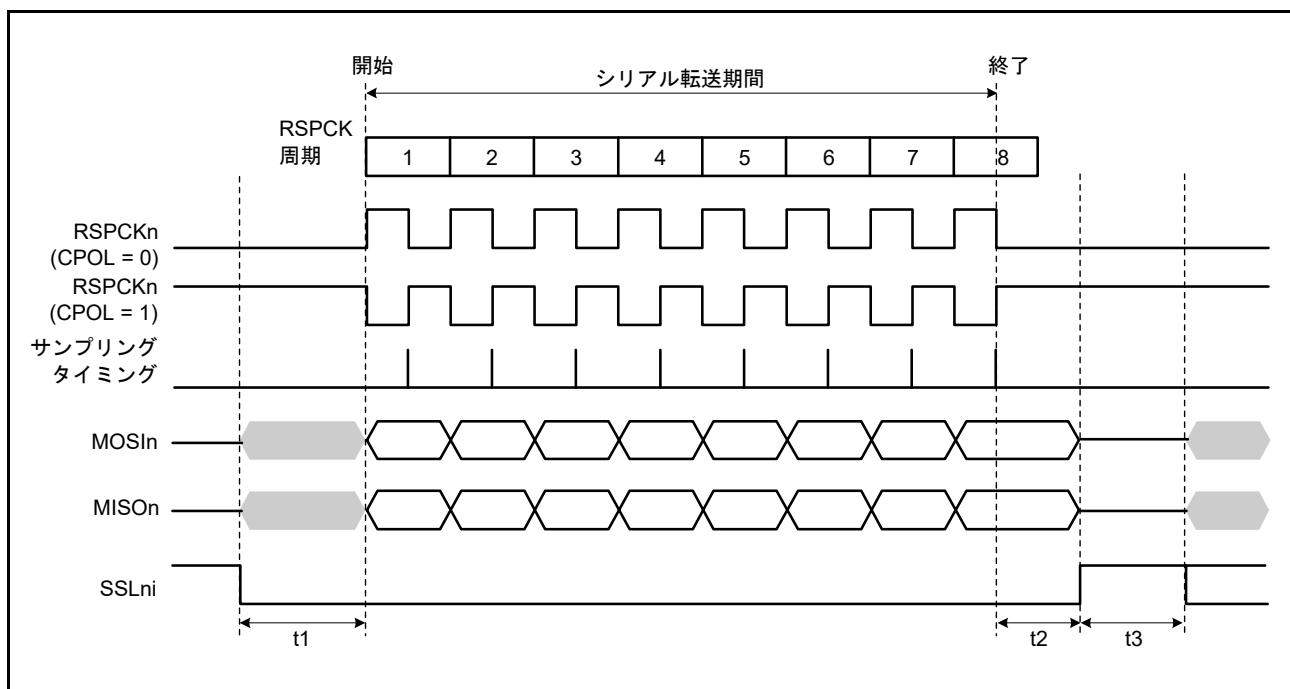 開始
シリアル転送期間
終了
RSPCK
周期
1 2 3 4 5 6 7 8
RSPCKn
(CPOL = 0)
RSPCKn
(CPOL = 1)
サンプリング
タイミング
MOSIn
MISOn
SSLni
t1
t2
t3